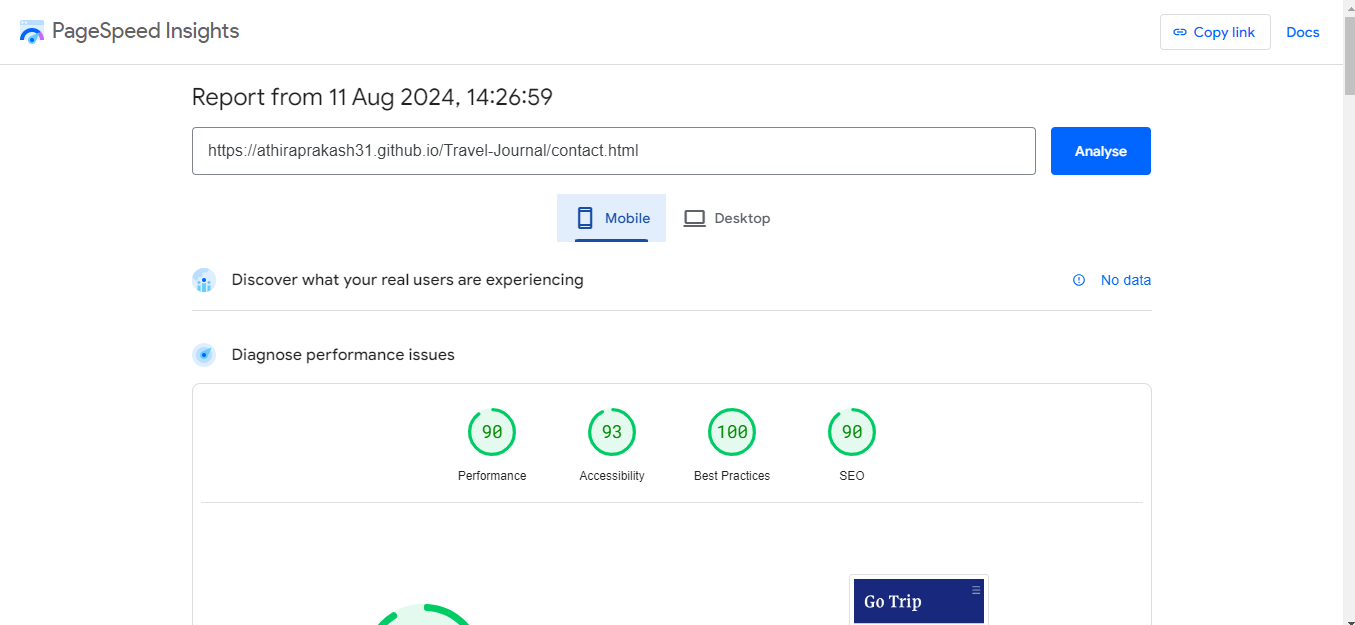 PageSpeed Insights
Copy link
Docs
Report from 11 Aug 2024, 14:26:59
https://athiraprakash31.github.io/Travel-Journal/contact.html
Analyse
Mobile
Desktop
Discover what your real users are experiencing
No data
Diagnose performance issues
90
93
100
90
Performance
Accessibility
Best Practices
SEO
Go Trip